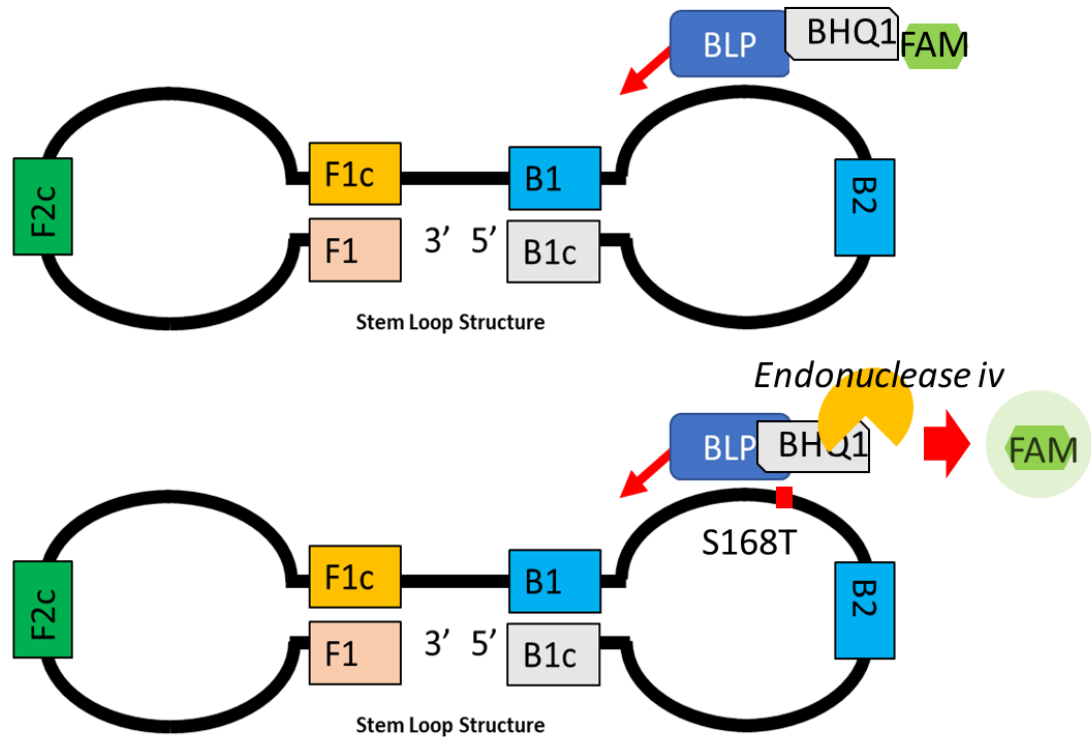 BLP
BHQ1
FAM
F2c
F1c
B1
B2
F1
3’ 5’
B1c
Stem Loop Structure
Endonuclease iv
BLP
BHQ1
FAM
S168T
F2c
F1c
B1
B2
F1
3’ 5’
B1c
Stem Loop Structure